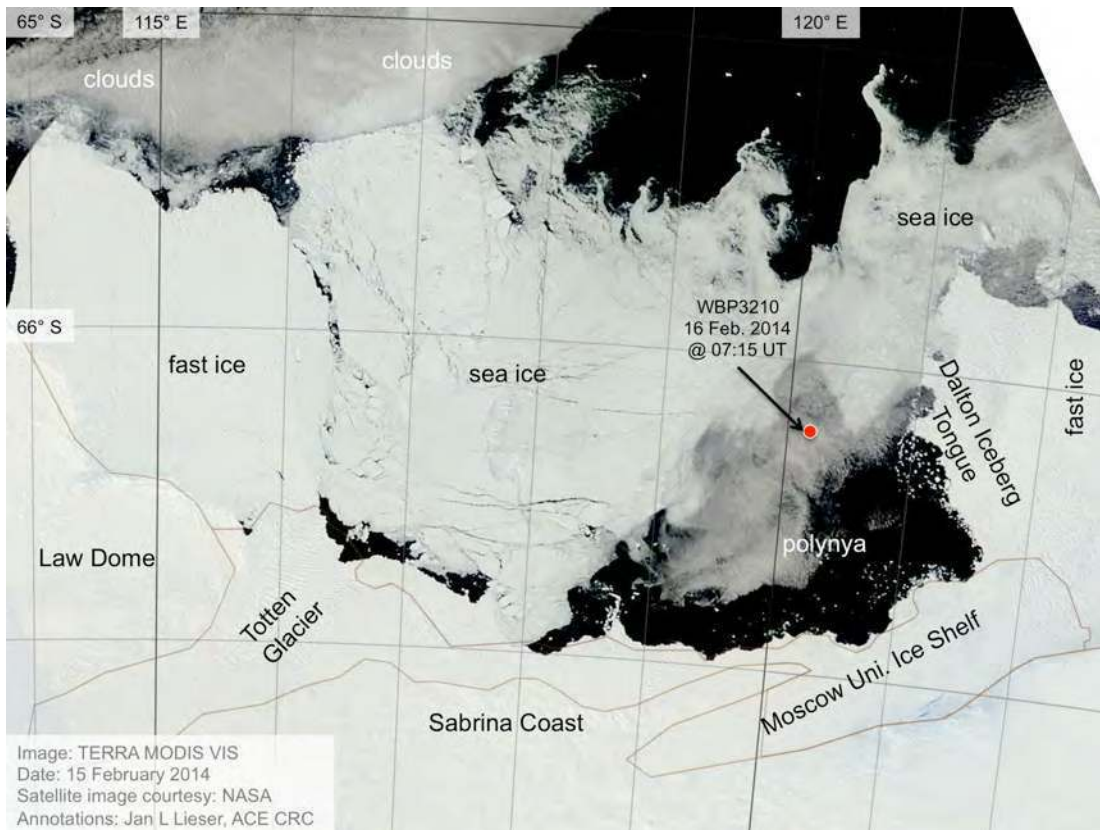 65° S
115° E
120° E
clouds
clouds
sea ice
WBP3210
16 Feb. 2014
@ 07:15 UT
66° S
fast ice
sea ice
Dalton Iceberg
Tongue
fast ice
polynya
Law Dome
Totten
Glacier
Moscow Uni. Ice Shelf
Sabrina Coast
Image: TERRA MODIS VIS
Date: 15 February 2014
Satellite image courtesy: NASA
Annotations: Jan L Lieser, ACE CRC